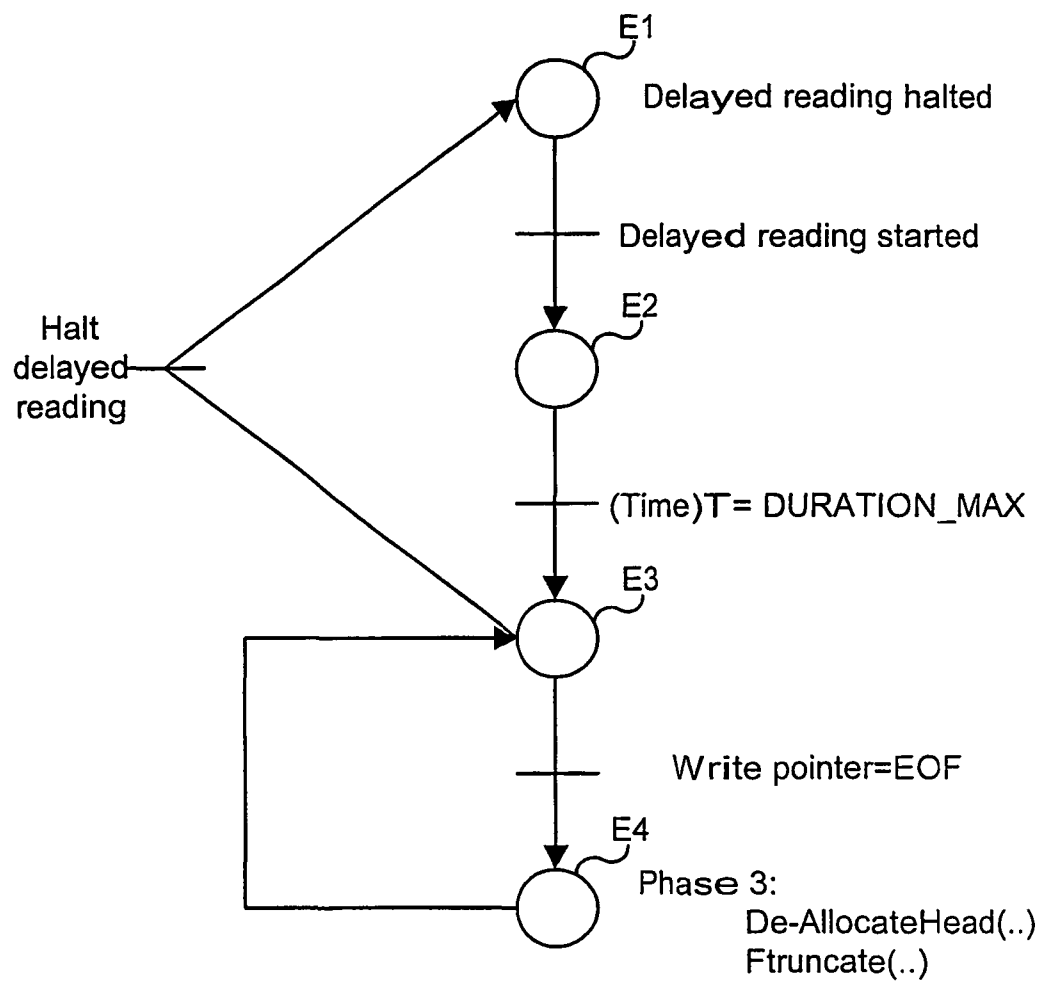 E1
Delayed reading halted
Delayed reading started
E2
Halt
delayed
reading
(Time)T= DURATION_MAX
E3
Write pointer=EOF
E4
Phase 3:
De-AllocateHead(..)
Ftruncate(..)